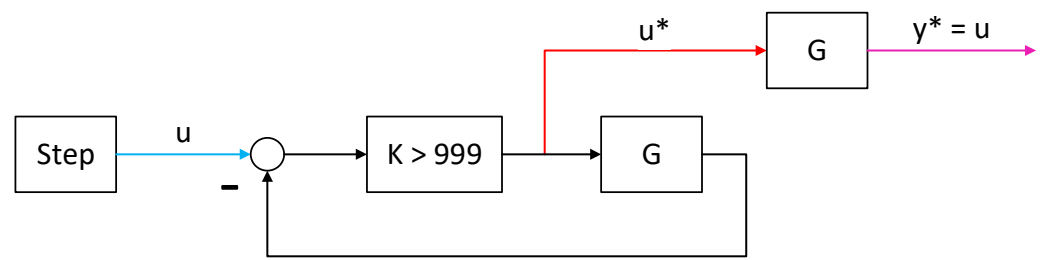 u*
G
y* = u
Step
u
K > 999
G
−